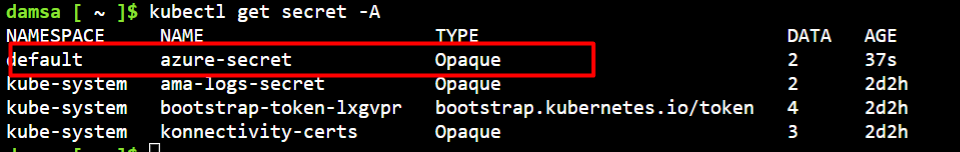 damsa [ ~ ]$ kubectl get secret -A
NAMESPACE NAME TYPE DATA AGE
default azure-secret Opaque 2 37s
kube-system ama-logs-secret Opaque 2 2d2h
kube-system bootstrap-token-lxgvpr bootstrap.kubernetes.io/token 4 2d2h
kube-system konnectivity-certs Opaque 3 2d2h
damsa [ ~ ]$